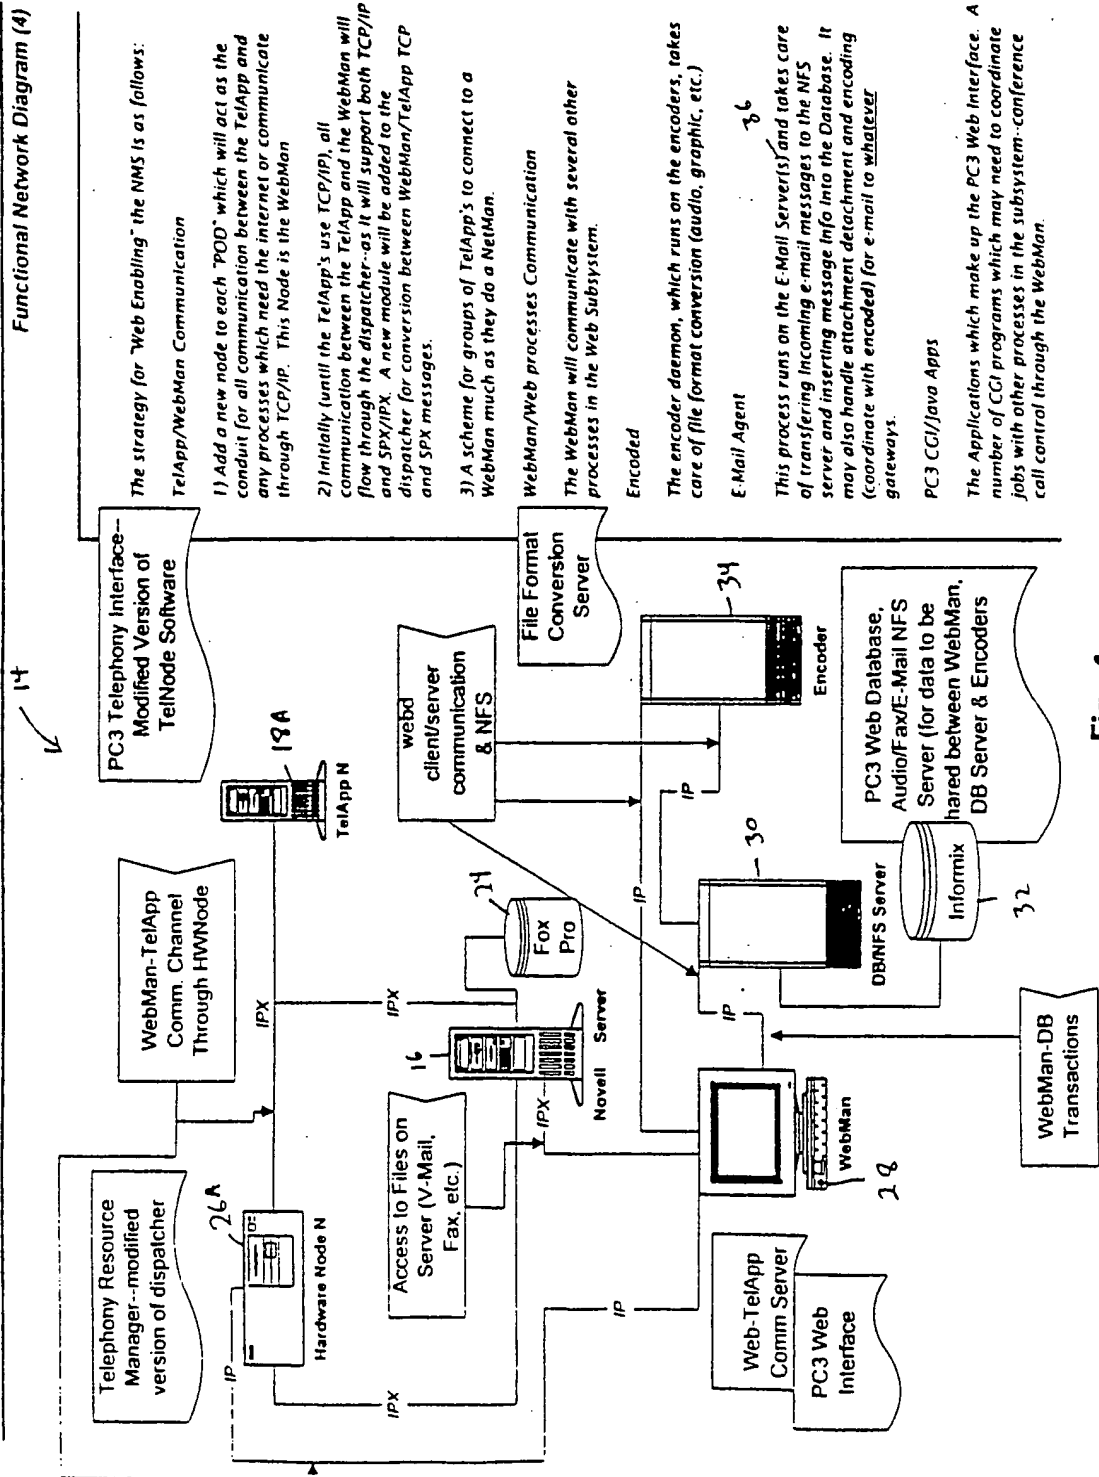 Functional Network Diagram (4)
14
PC3 Telephony Interface--
Modified Version of
TelNode Software
18A
TelApp N
WebMan-TelApp
Comm. Channel
Through HWNode
Telephony Resource
Manager--modified
version of dispatcher
26A
Hardware Node N
IP
IPX
IPX
IPX
IPX
16
Novell Server
24
Fox
Pro
Access to Files on
Server (V-Mail,
Fax, etc.)
webd
client/server
communication
& NFS
File Format
Conversion
Server
34
Encoder
IP
IP
IP
IP
30
DB/NFS Server
Informix
32
PC3 Web Database,
Audio/Fax/E-Mail NFS
Server (for data to be
hared between WebMan,
DB Server & Encoders
WebMan
28
WebMan-DB
Transactions
Web-TelApp
Comm Server
PC3 Web
Interface
The strategy for "Web Enabling" the NMS is as follows:
TelApp/WebMan Communication
1) Add a new node to each "POD" which will act as the
conduit for all communication between the TelApp and
any processes which need the internet or communicate
through TCP/IP. This Node is the WebMan
2) Initially (until the TelApp's use TCP/IP), all
communication between the TelApp and the WebMan will
flow through the dispatcher--as it will support both TCP/IP
and SPX/IPX. A new module will be added to the
dispatcher for conversion between WebMan/TelApp TCP
and SPX messages.
3) A scheme for groups of TelApp's to connect to a
WebMan much as they do a NetMan.
WebMan/Web processes Communication
The WebMan will communicate with several other
processes in the Web Subsystem.
Encoded
The encoder daemon, which runs on the encoders, takes
care of file format conversion (audio, graphic, etc.)
E-Mail Agent
36
This process runs on the E-Mail Server(s) and takes care
of transfering Incoming e-mail messages to the NFS
server and inserting message info Into the Database. It
may also handle attachment detachment and encoding
(coordinate with encoded) for e-mail to whatever
gateways.
PC3 CGI/Java Apps
The Applications which make up the PC3 Web Interface. A
number of CGI programs which may need to coordinate
jobs with other processes in the subsystem--conference
call control through the WebMan.